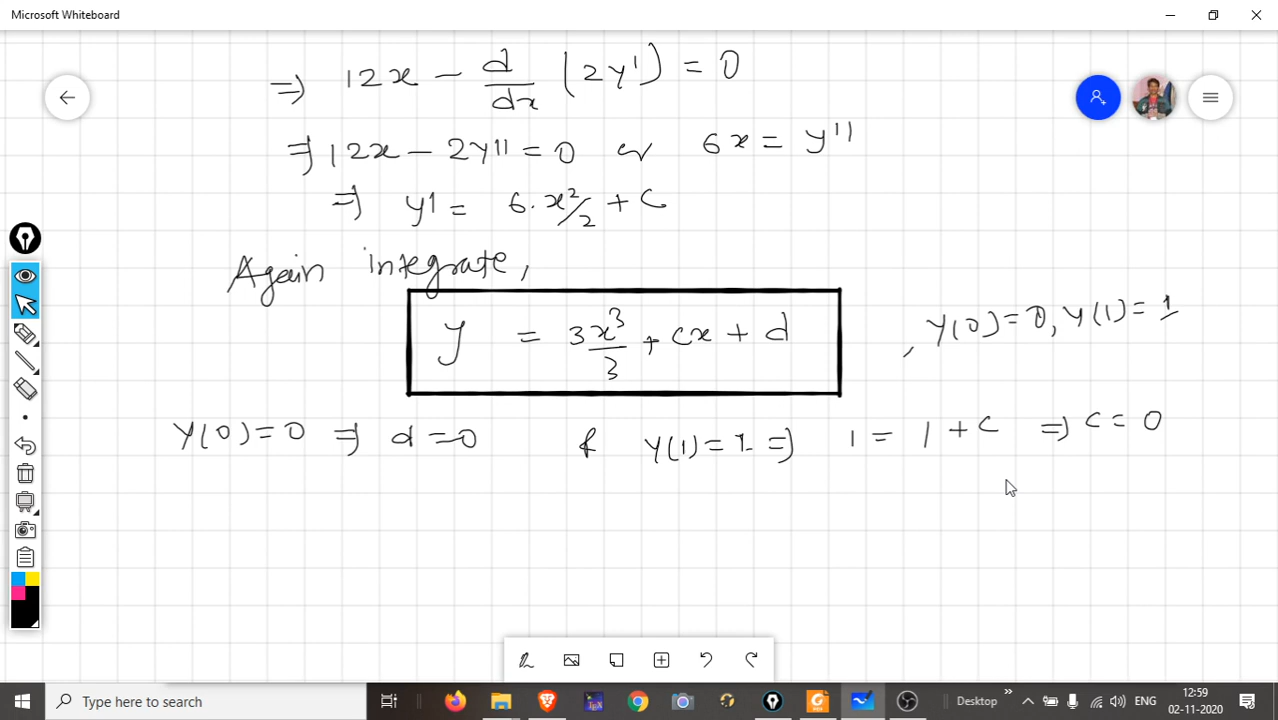 Microsoft Whiteboard
⇒ 12x - d/dx (2y') = 0
⇒ 12x - 2y'' = 0 or 6x = y''
⇒ y' = 6·x²/2 + c
Again integrate,
y = 3x³/3 + cx + d , y(0)=0, y(1)=1
y(0)=0 ⇒ d=0 & y(1)=1 ⇒ 1 = 1 + c ⇒ c = 0
Type here to search
Desktop
ENG
12:59
02-11-2020